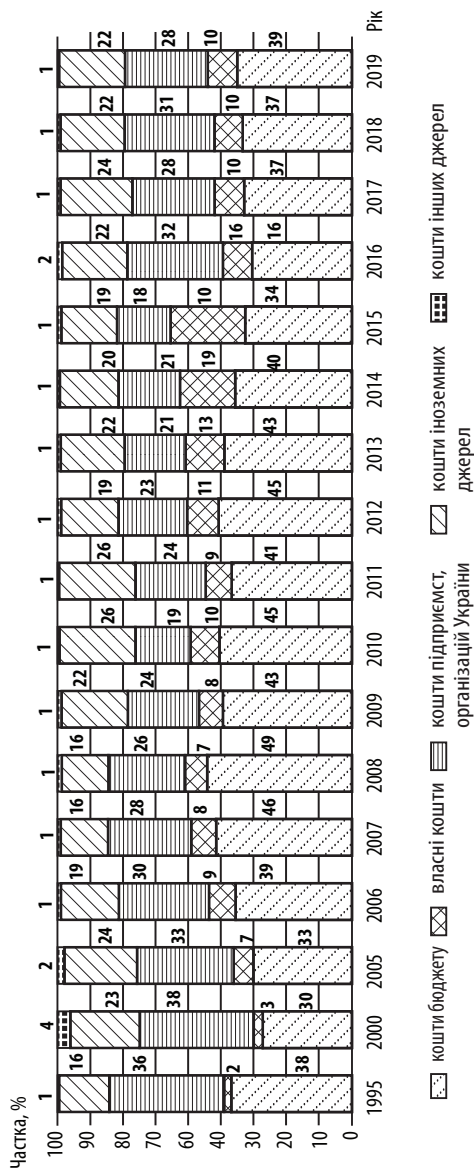 Частка, %
1 4 2 1 1 1 1 1 1 1 1 1 1 2 1 1 1
100
90
80
70
60
50
40
30
20
10
0
16 23 24 19 16 16 22 26 26 19 22 20 19 22 24 22 22
36 38 33 30 28 26 24 19 24 23 21 21 18 32 28 31 28
2 3 7 9 8 7 8 10 9 11 13 19 10 16 10 10 10
38 30 33 39 46 49 43 45 41 45 43 40 34 16 37 37 39
1995 2000 2005 2006 2007 2008 2009 2010 2011 2012 2013 2014 2015 2016 2017 2018 2019 Рік
кошти бюджету
власні кошти
кошти підприємст,
організацій України
кошти іноземних
джерел
кошти інших джерел